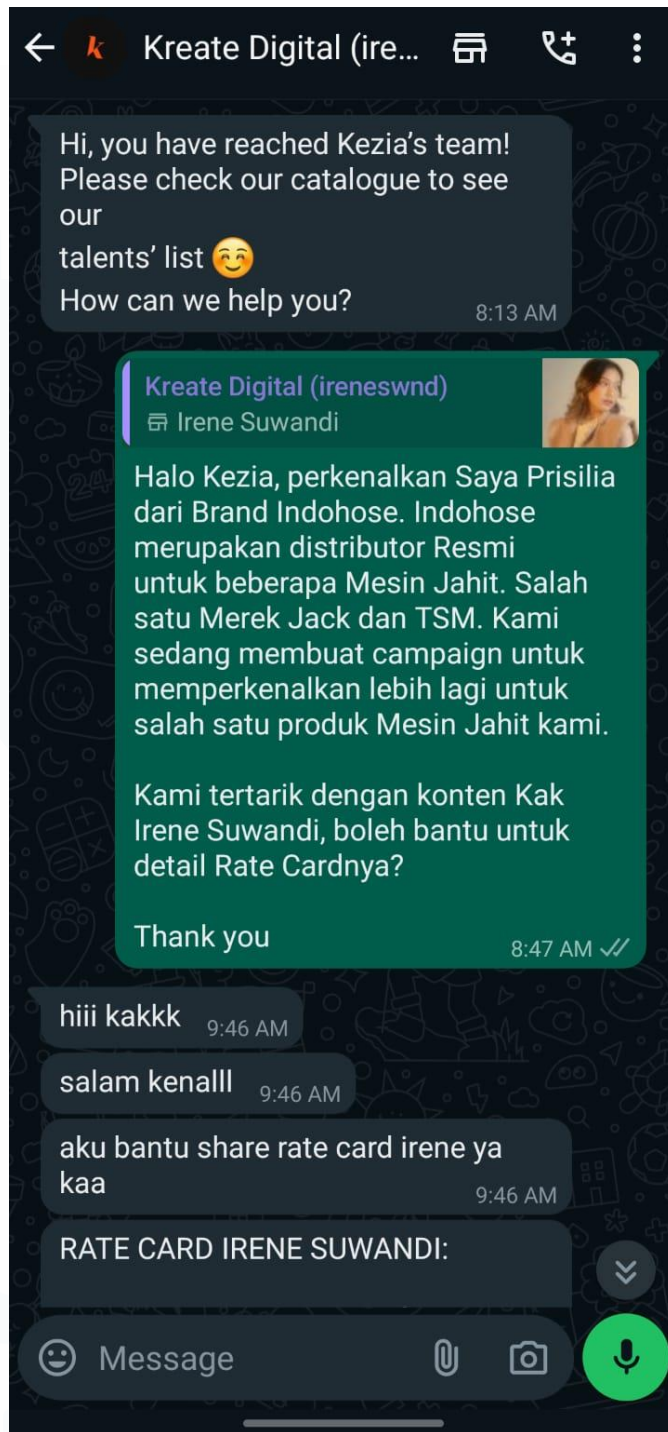 k
Kreate Digital (ire...
Hi, you have reached Kezia's team!
Please check our catalogue to see
our
talents' list ☺️
How can we help you?
8:13 AM
Kreate Digital (ireneswnd)
Irene Suwandi
Halo Kezia, perkenalkan Saya Prisilia
dari Brand Indohose. Indohose
merupakan distributor Resmi
untuk beberapa Mesin Jahit. Salah
satu Merek Jack dan TSM. Kami
sedang membuat campaign untuk
memperkenalkan lebih lagi untuk
salah satu produk Mesin Jahit kami.
Kami tertarik dengan konten Kak
Irene Suwandi, boleh bantu untuk
detail Rate Cardnya?
Thank you
8:47 AM
hiii kakkk
9:46 AM
salam kenalll
9:46 AM
aku bantu share rate card irene ya
kaa
9:46 AM
RATE CARD IRENE SUWANDI:
Message